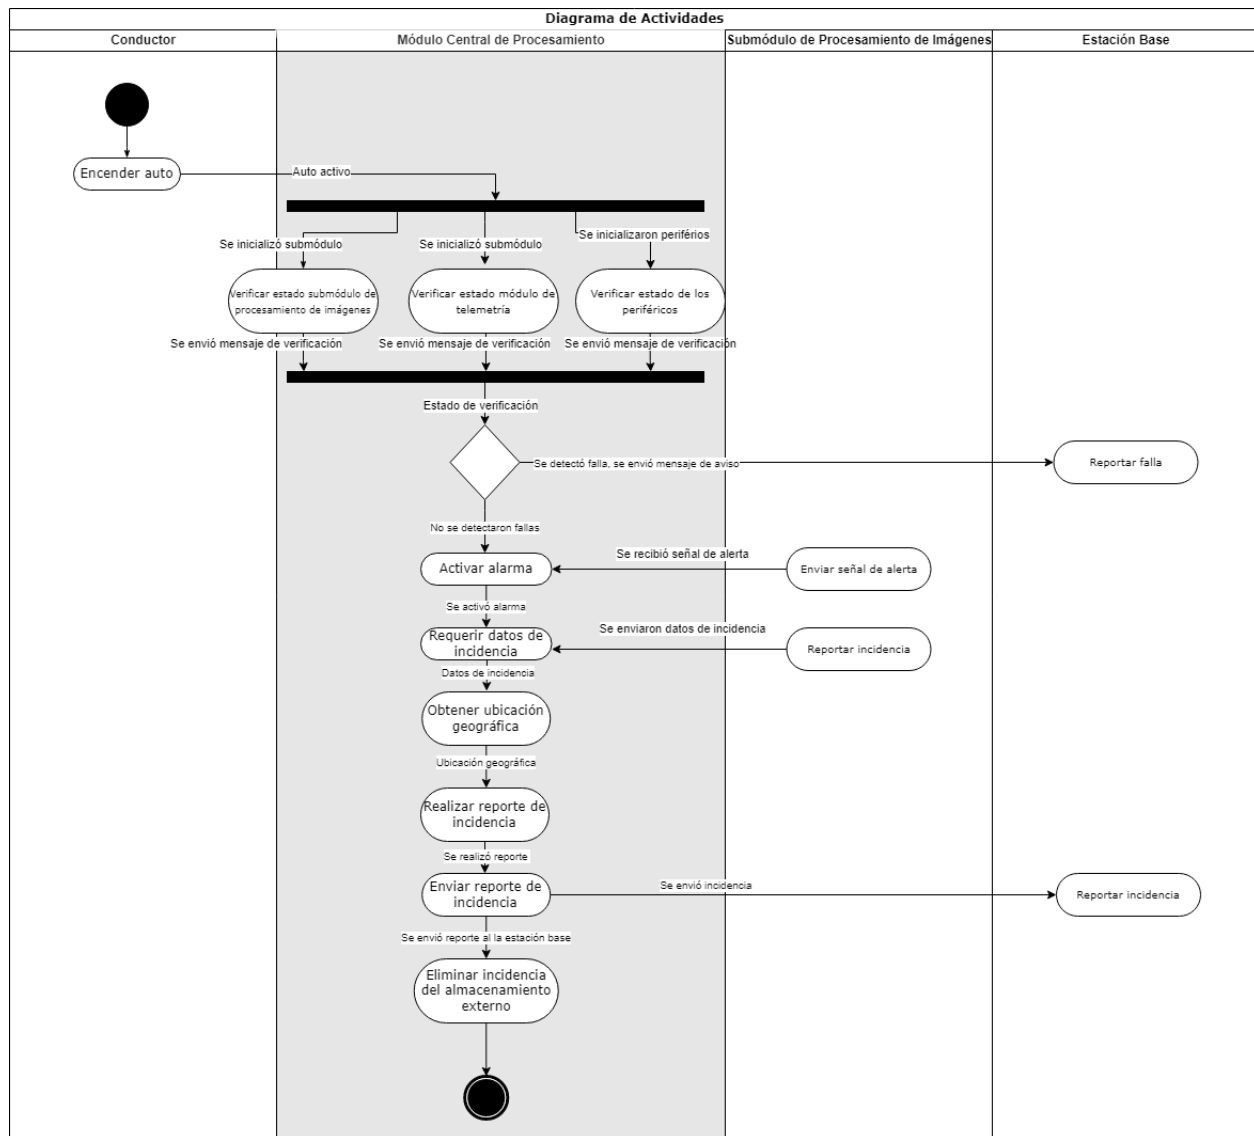 Diagrama de Actividades
Conductor
Módulo Central de Procesamiento
Submódulo de Procesamiento de Imágenes
Estación Base
Encender auto
Auto activo
Se inicializó submódulo
Se inicializó submódulo
Se inicializaron periférios
Verificar estado submódulo de
procesamiento de imágenes
Verificar estado módulo de
telemetría
Verificar estado de los
periféricos
Se envió mensaje de verificación
Se envió mensaje de verificación
Se envió mensaje de verificación
Estado de verificación
Se detectó falla, se envió mensaje de aviso
Reportar falla
No se detectaron fallas
Activar alarma
Se recibió señal de alerta
Enviar señal de alerta
Se activó alarma
Requerir datos de
incidencia
Se enviaron datos de incidencia
Reportar incidencia
Datos de incidencia
Obtener ubicación
geográfica
Ubicación geográfica
Realizar reporte de
incidencia
Se realizó reporte
Enviar reporte de
incidencia
Se envió incidencia
Reportar incidencia
Se envió reporte al la estación base
Eliminar incidencia
del almacenamiento
externo